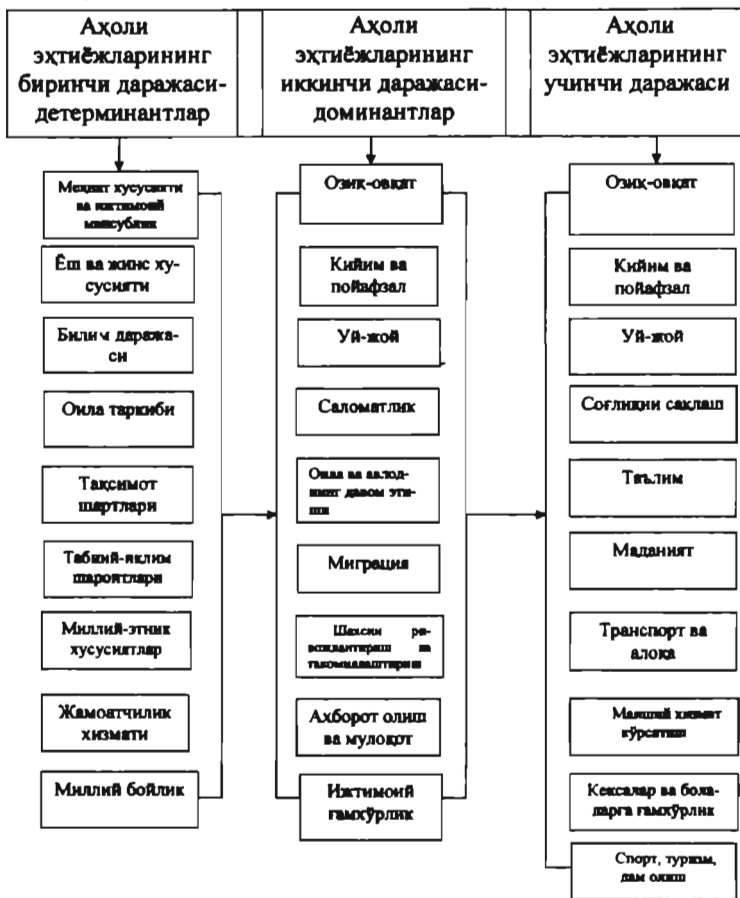 Аҳоли
эҳтиёжларининг
биринчи даражаси-
детерминантлар
Меҳнат хусусияти
ва ижтимоий
мансублик
Ёш ва жинс ху-
сусияти
Билим даража-
си
Оила таркиби
Тақсимот
шартлари
Табиий-иқлим
шароитлари
Миллий-этник
хусусиятлар
Жамоатчилик
хизмати
Миллий бойлик
Аҳоли
эҳтиёжларининг
иккинчи даражаси-
доминантлар
Озиқ-овқат
Кийим ва
пойафзал
Уй-жой
Саломатлик
Оила ва авлод-
нинг давом эти-
ши
Миграция
Шахсни ри-
вожлантириш ва
такомиллаштириш
Ахборот олиш
ва мулоқот
Ижтимоий
ғамхўрлик
Аҳоли
эҳтиёжларининг
учинчи даражаси
Озиқ-овқат
Кийим ва
пойафзал
Уй-жой
Соғлиқни сақлаш
Таълим
Маданият
Транспорт ва
алоқа
Маиший хизмат
кўрсатиш
Кексалар ва бола-
ларга ғамхўрлик
Спорт, туризм,
дам олиш